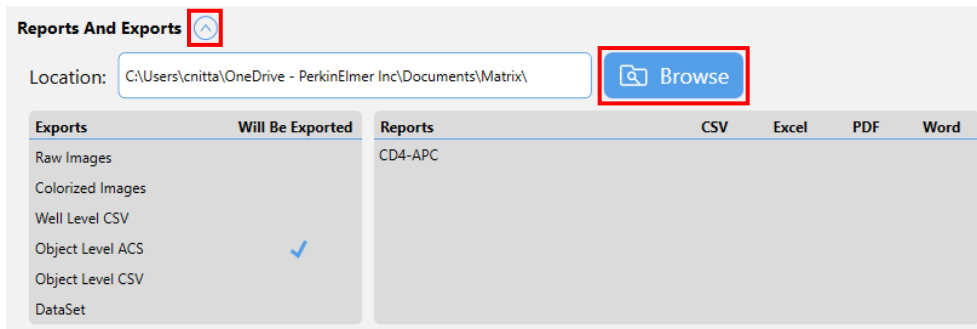 Reports And Exports
Location: C:\Users\cnitta\OneDrive - PerkinElmer Inc\Documents\Matrix\ Browse
Exports Will Be Exported Reports CSV Excel PDF Word
Raw Images CD4-APC
Colorized Images
Well Level CSV
Object Level ACS
Object Level CSV
DataSet